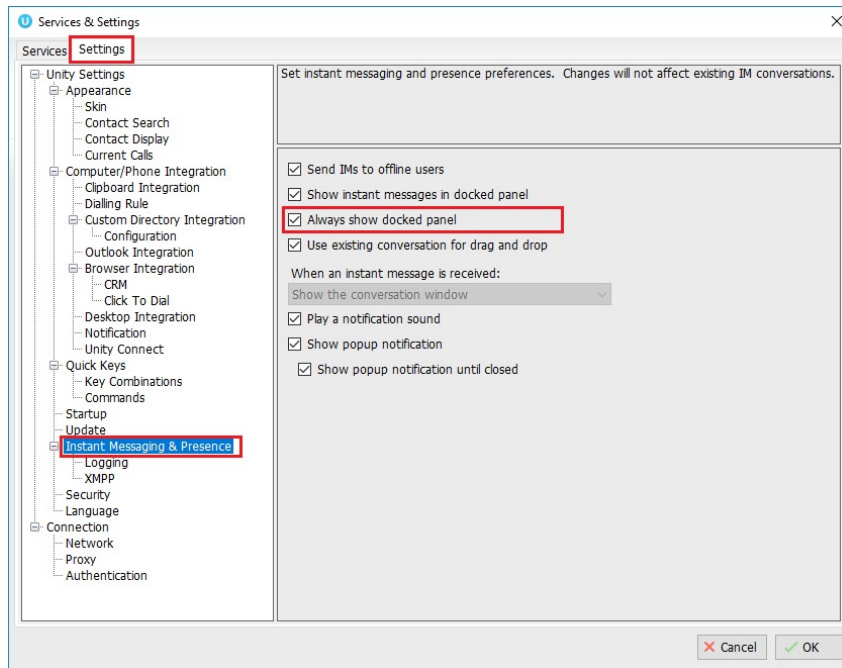 Services & Settings
Services
Settings
Unity Settings
Appearance
Skin
Contact Search
Contact Display
Current Calls
Computer/Phone Integration
Clipboard Integration
Dialling Rule
Custom Directory Integration
Configuration
Outlook Integration
Browser Integration
CRM
Click To Dial
Desktop Integration
Notification
Unity Connect
Quick Keys
Key Combinations
Commands
Startup
Update
Instant Messaging & Presence
Logging
XMPP
Security
Language
Connection
Network
Proxy
Authentication
Set instant messaging and presence preferences. Changes will not affect existing IM conversations.
Send IMs to offline users
Show instant messages in docked panel
Always show docked panel
Use existing conversation for drag and drop
When an instant message is received:
Show the conversation window
Play a notification sound
Show popup notification
Show popup notification until closed
Cancel
OK